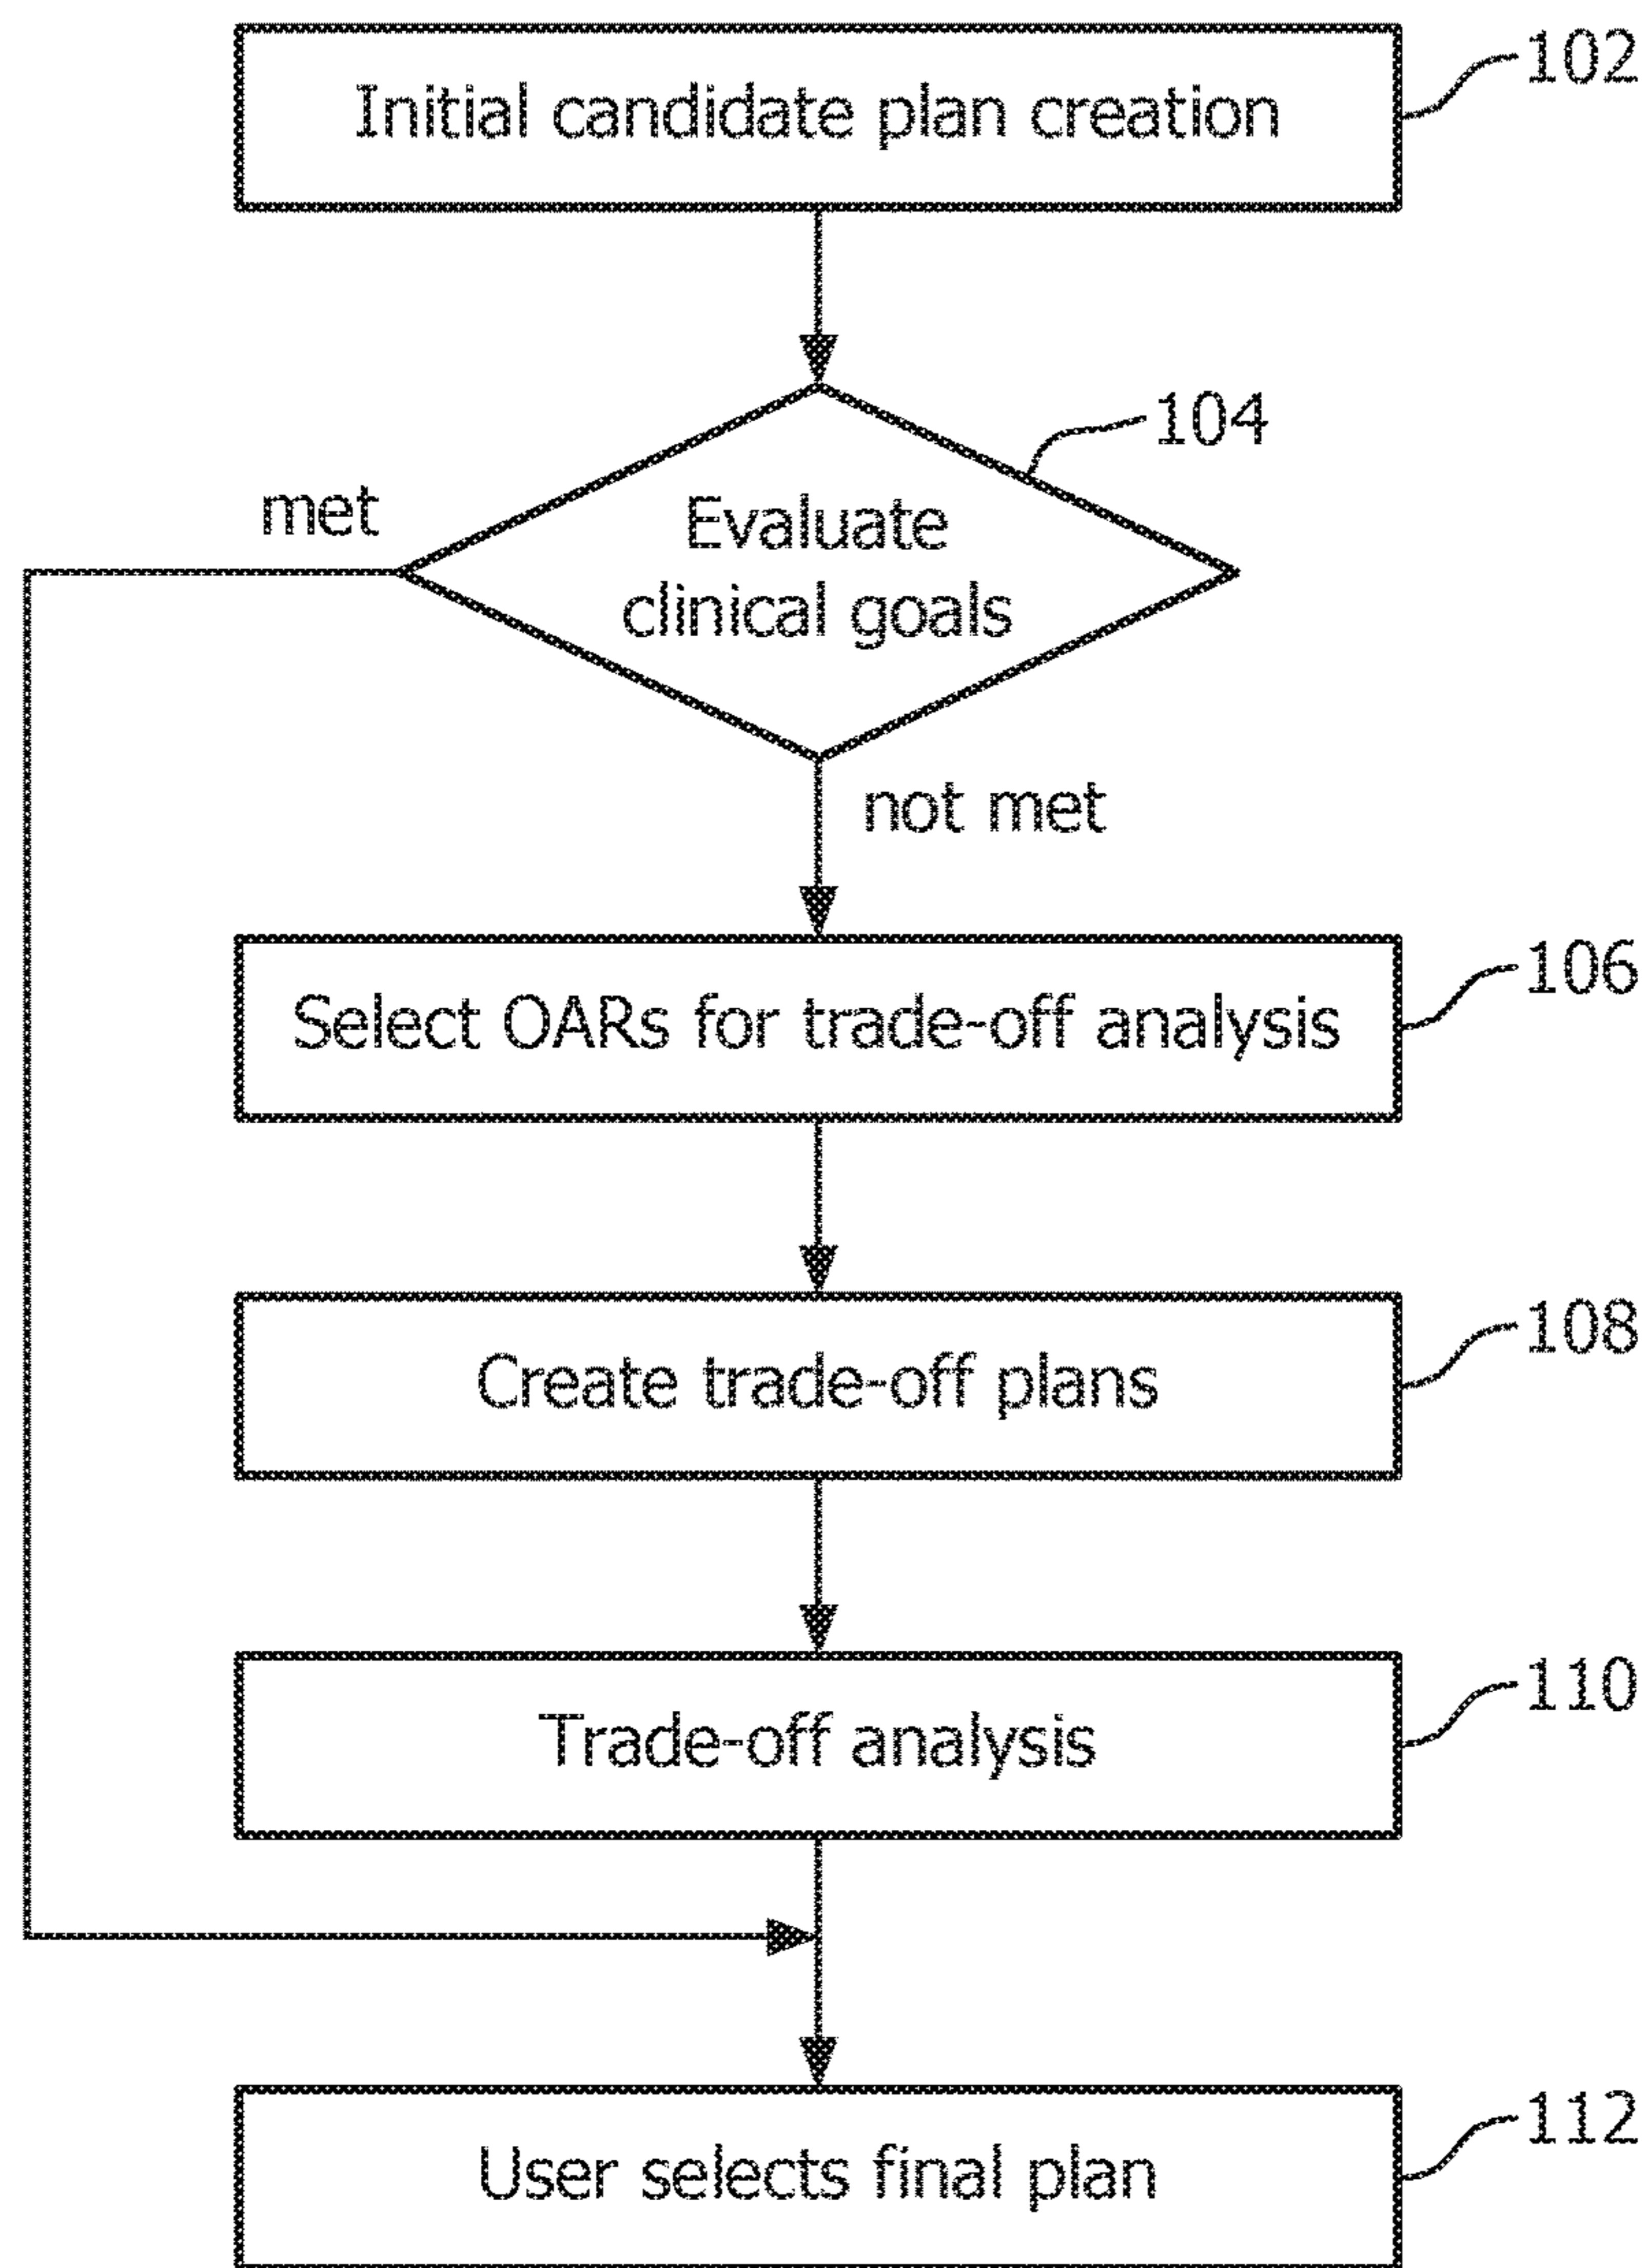 Initial candidate plan creation
102
104
met
Evaluate
clinical goals
not met
Select OARs for trade-off analysis
106
Create trade-off plans
108
Trade-off analysis
110
User selects final plan
112